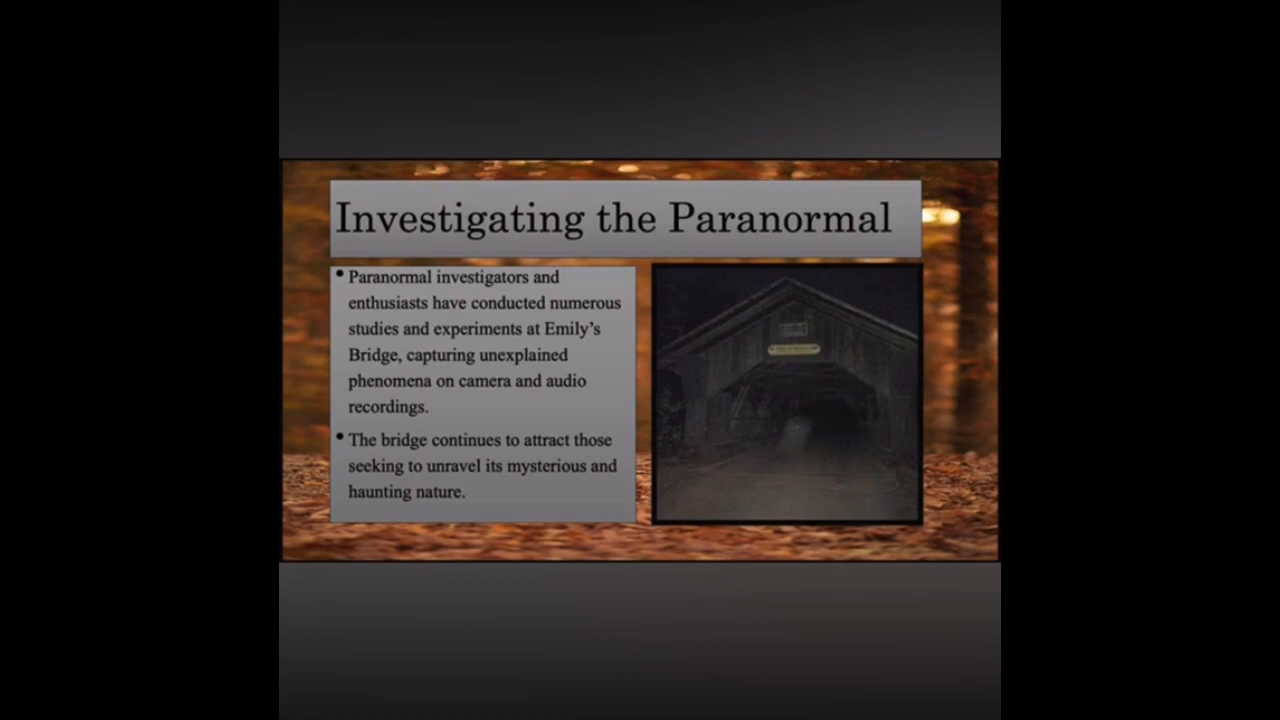 Investigating the Paranormal
• Paranormal investigators and
enthusiasts have conducted numerous
studies and experiments at Emily’s
Bridge, capturing unexplained
phenomena on camera and audio
recordings.
• The bridge continues to attract those
seeking to unravel its mysterious and
haunting nature.